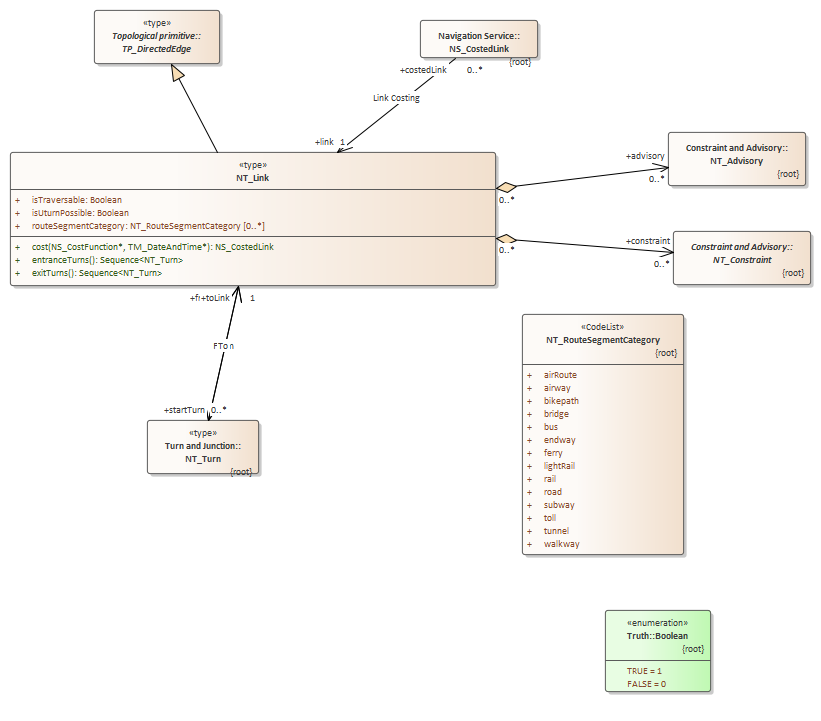 «type»
Topological primitive::
TP_DirectedEdge
Navigation Service::
NS_CostedLink
{root}
+costedLink 0..*
Link Costing
+link 1
«type»
NT_Link
+ isTraversable: Boolean
+ isUturnPossible: Boolean
+ routeSegmentCategory: NT_RouteSegmentCategory [0..*]
+ cost(NS_CostFunction*, TM_DateAndTime*): NS_CostedLink
+ entranceTurns(): Sequence<NT_Turn>
+ exitTurns(): Sequence<NT_Turn>
+advisory
0..*
0..*
Constraint and Advisory::
NT_Advisory
{root}
+constraint
0..*
0..*
Constraint and Advisory::
NT_Constraint
{root}
+toLink 1
+startTurn 0..*
«type»
Turn and Junction::
NT_Turn
{root}
«CodeList»
NT_RouteSegmentCategory
{root}
+ airRoute
+ airway
+ bikepath
+ bridge
+ bus
+ endway
+ ferry
+ lightRail
+ rail
+ road
+ subway
+ toll
+ tunnel
+ walkway
«enumeration»
Truth::Boolean
{root}
TRUE = 1
FALSE = 0